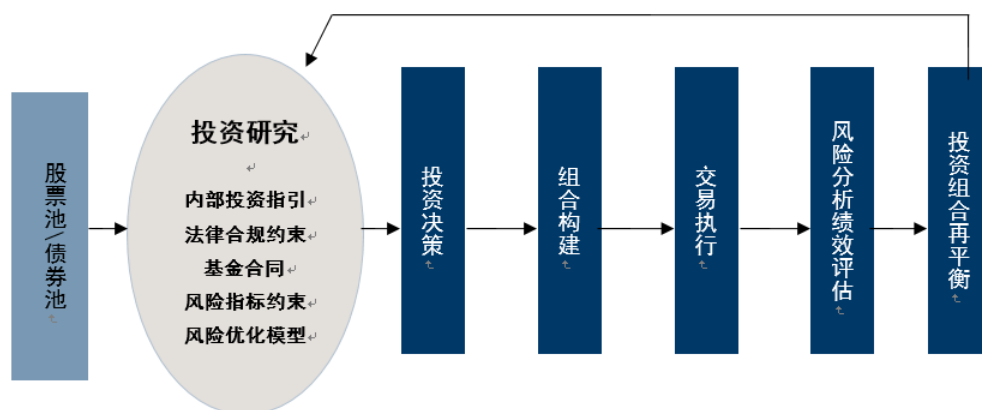 股票池/债券池
投资研究
内部投资指引
法律合规约束
基金合同
风险指标约束
风险优化模型
投资决策
组合构建
交易执行
风险分析绩效评估
投资组合再平衡